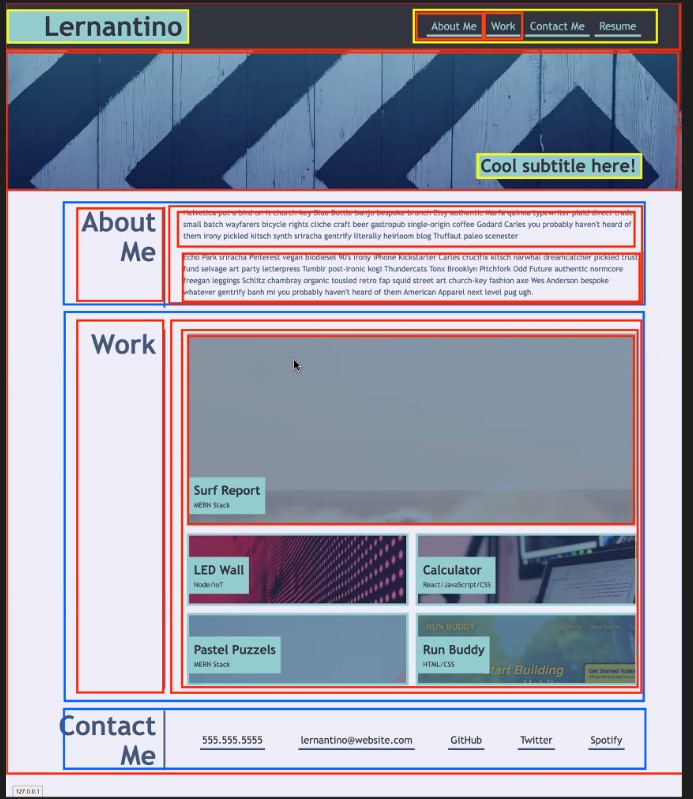 Lernantino
About Me Work Contact Me Resume
Cool subtitle here!
About
Me
Helvetica put a bird on it church-key Blue Bottle banjo bespoke brunch Etsy authentic Marfa quinoa typewriter plaid direct trade
small batch wayfarers bicycle rights cliche craft beer gastropub single-origin coffee Godard Carles you probably haven't heard of
them irony pickled kitsch synth sriracha gentrify literally heirloom blog Truffaut paleo scenester
Echo Park sriracha Pinterest vegan biodiesel 90's irony iPhone Kickstarter Carles crucifix kitsch narwhal dreamcatcher pickled trust
fund selvage art party letterpress Tumblr post-ironic kogi Thundercats Tonx Brooklyn Pitchfork Odd Future authentic normcore
freegan leggings Schlitz chambray organic tousled retro fap squid street art church-key fashion axe Wes Anderson bespoke
whatever gentrify banh mi you probably haven't heard of them American Apparel next level pug ugh.
Work
Surf Report
MERN Stack
LED Wall
Node/IoT
Calculator
React/JavaScript/CSS
Pastel Puzzels
MERN Stack
RUN BUDDY
Run Buddy
HTML/CSS
tart Building
Get Started Today
Contact
Me
555.555.5555 lernantino@website.com GitHub Twitter Spotify
127.0.0.1